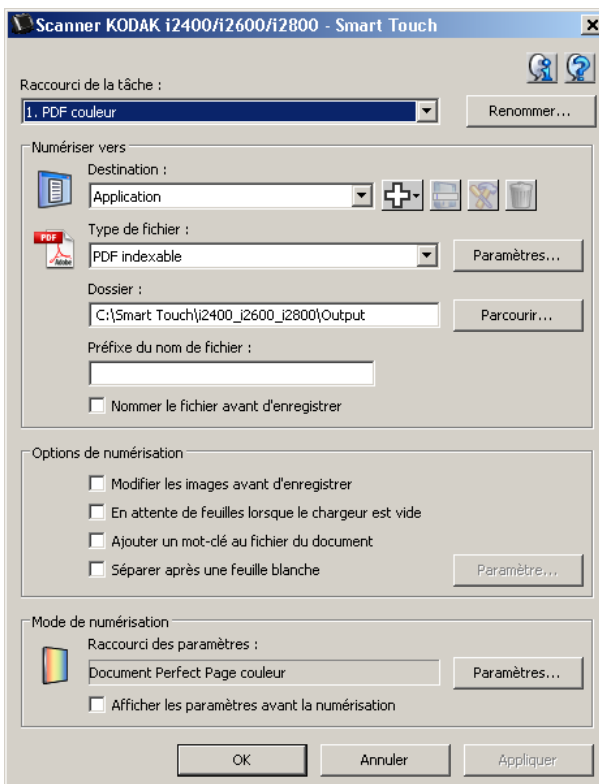 Scanner KODAK i2400/i2600/i2800 - Smart Touch
Raccourci de la tâche :
1. PDF couleur
Renommer...
Numériser vers
Destination :
Application
Type de fichier :
PDF
Adobe
PDF indexable
Paramètres...
Dossier :
C:\Smart Touch\i2400_i2600_i2800\Output
Parcourir...
Préfixe du nom de fichier :
Nommer le fichier avant d'enregistrer
Options de numérisation
Modifier les images avant d'enregistrer
En attente de feuilles lorsque le chargeur est vide
Ajouter un mot-clé au fichier du document
Séparer après une feuille blanche
Paramètre...
Mode de numérisation
Raccourci des paramètres :
Document Perfect Page couleur
Paramètres...
Afficher les paramètres avant la numérisation
OK
Annuler
Appliquer